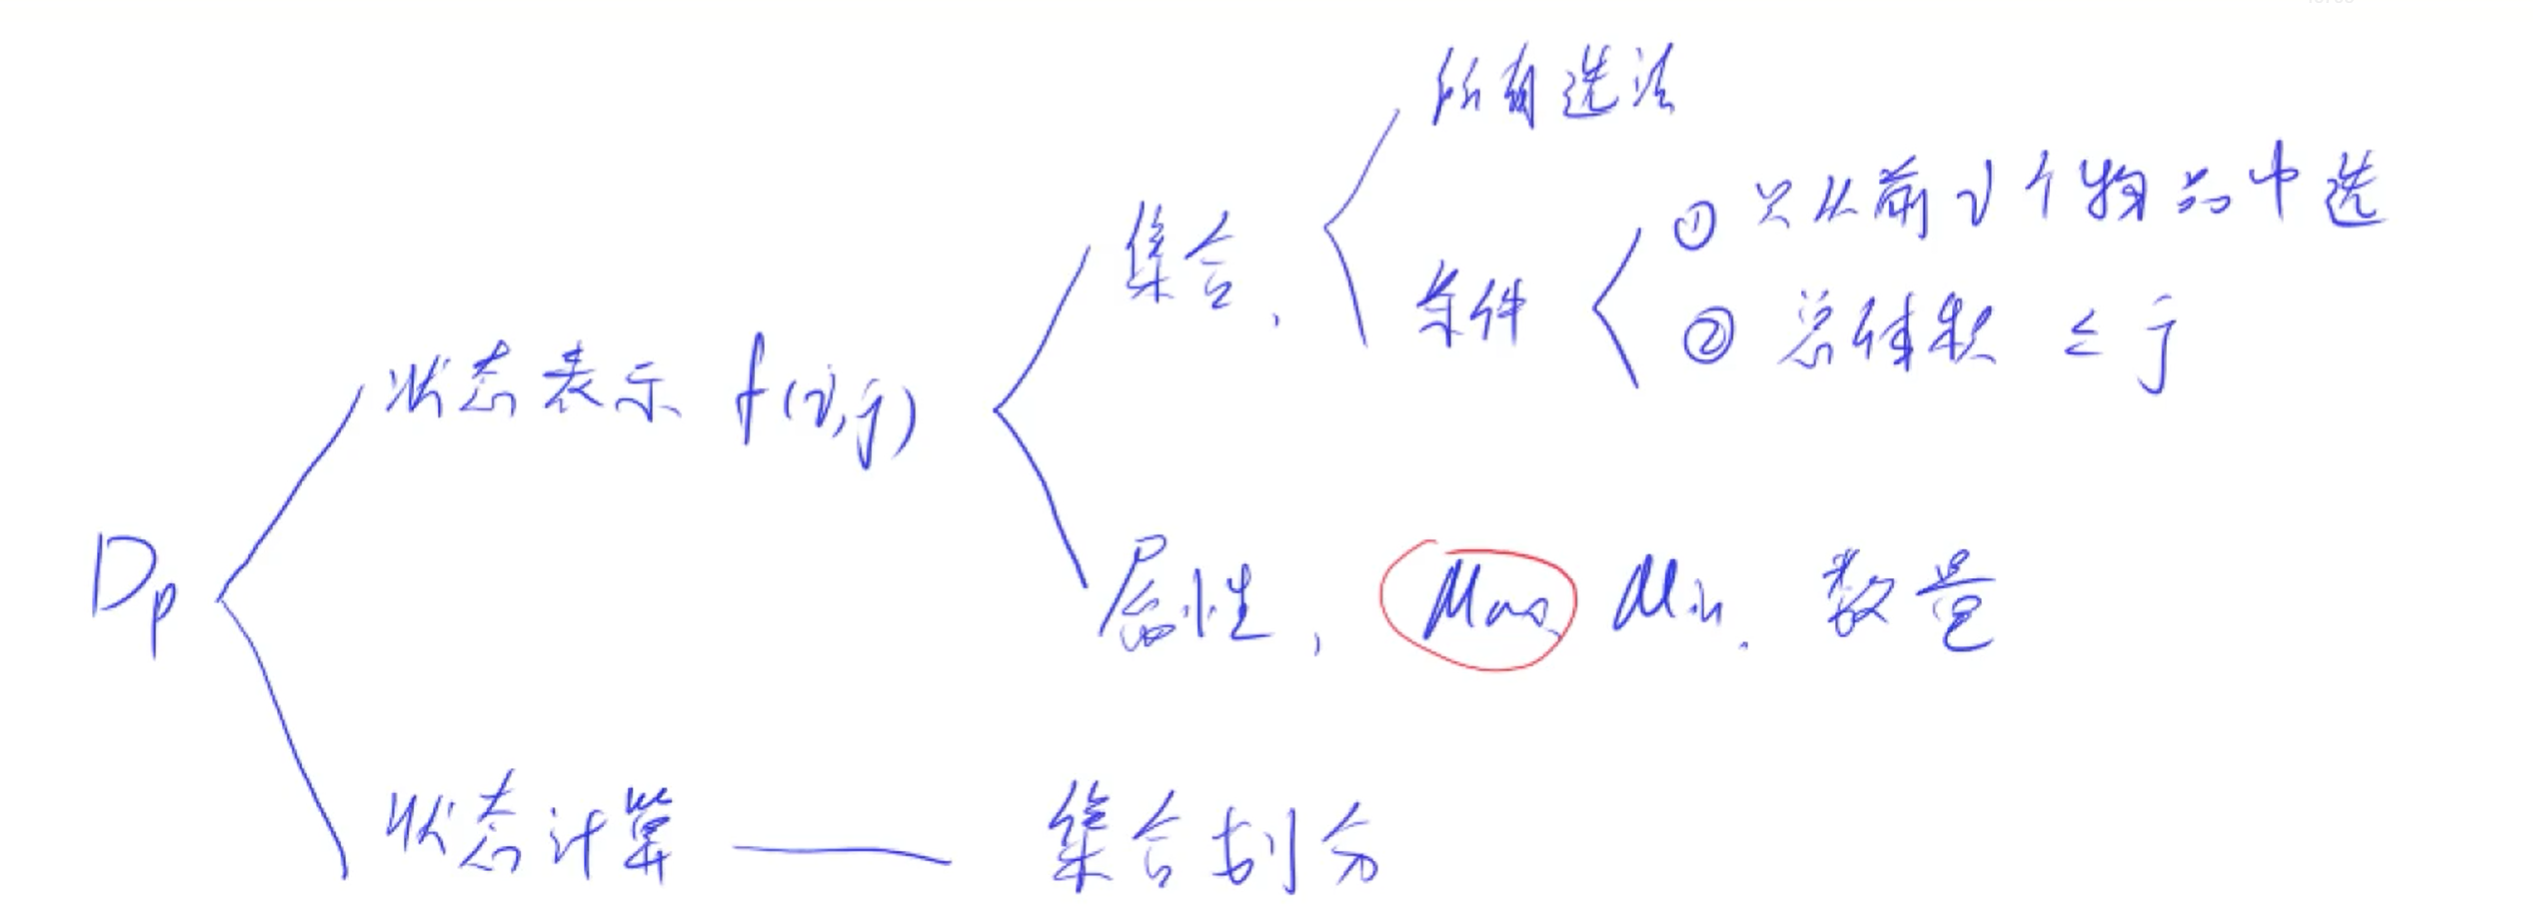 所有选法
① 只从前i个物品中选
集合,
条件
② 总体积 ≤ j
状态表示 f(i,j)
Dp
属性, Max, Min, 数量
状态计算 —— 集合划分